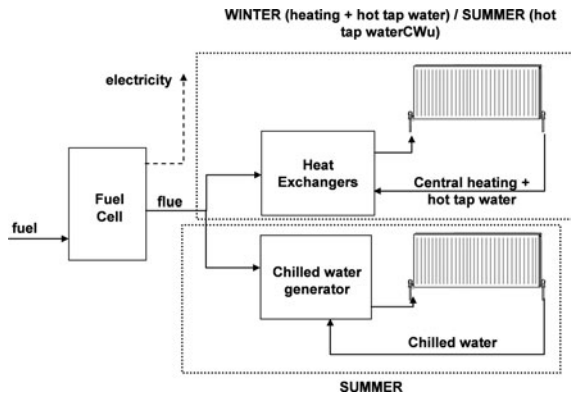 WINTER (heating + hot tap water) / SUMMER (hot
tap waterCWu)
electricity
Fuel
Cell
fuel
flue
Heat
Exchangers
Central heating +
hot tap water
Chilled water
generator
Chilled water
SUMMER